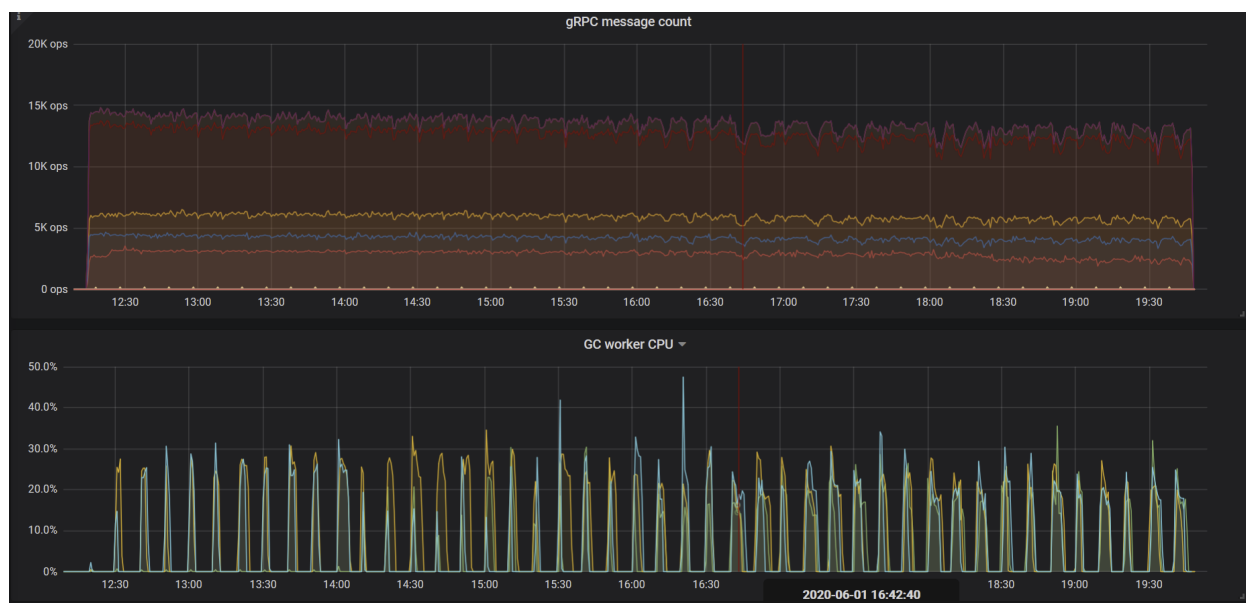 i
gRPC message count
20K ops
15K ops
10K ops
5K ops
0 ops
12:30 13:00 13:30 14:00 14:30 15:00 15:30 16:00 16:30 17:00 17:30 18:00 18:30 19:00 19:30
GC worker CPU
50.0%
40.0%
30.0%
20.0%
10.0%
0%
12:30 13:00 13:30 14:00 14:30 15:00 15:30 16:00 16:30 18:30 19:00 19:30
2020-06-01 16:42:40